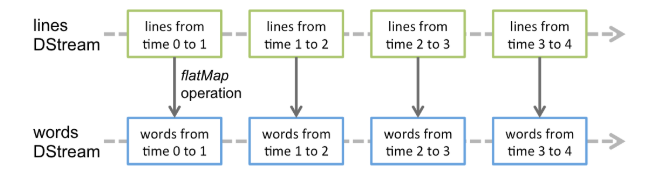 lines
DStream
lines from
time 0 to 1
lines from
time 1 to 2
lines from
time 2 to 3
lines from
time 3 to 4
flatMap
operation
words
DStream
words from
time 0 to 1
words from
time 1 to 2
words from
time 2 to 3
words from
time 3 to 4